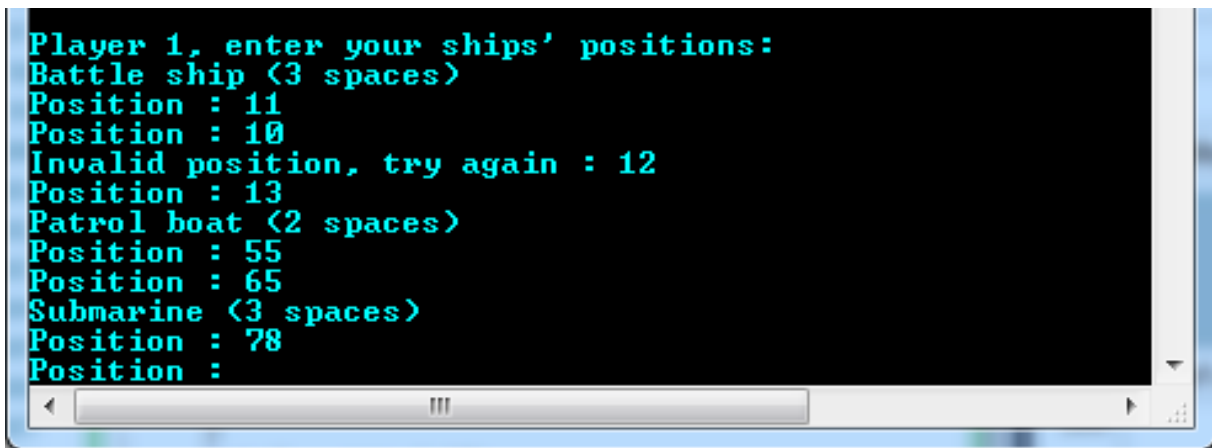 Player 1, enter your ships’ positions:
Battle ship (3 spaces)
Position : 11
Position : 10
Invalid position, try again : 12
Position : 13
Patrol boat (2 spaces)
Position : 55
Position : 65
Submarine (3 spaces)
Position : 78
Position :